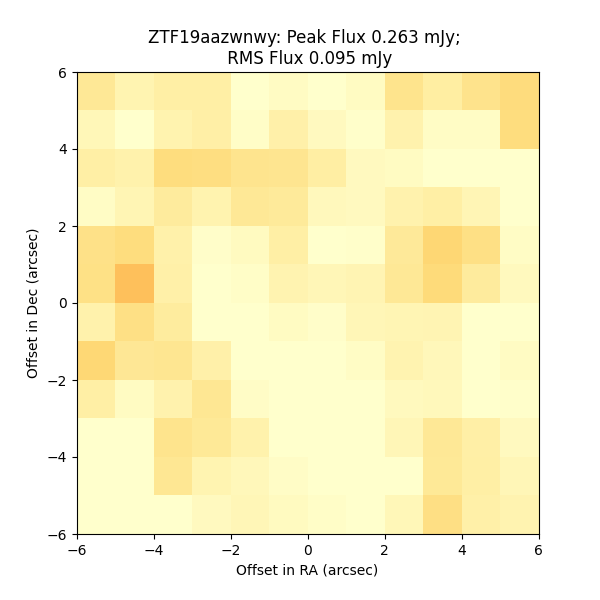 ZTF19aazwnwy: Peak Flux 0.263 mJy;
RMS Flux 0.095 mJy
6
4
2
0
−2
−4
−6
Offset in Dec (arcsec)
−6 −4 −2 0 2 4 6
Offset in RA (arcsec)